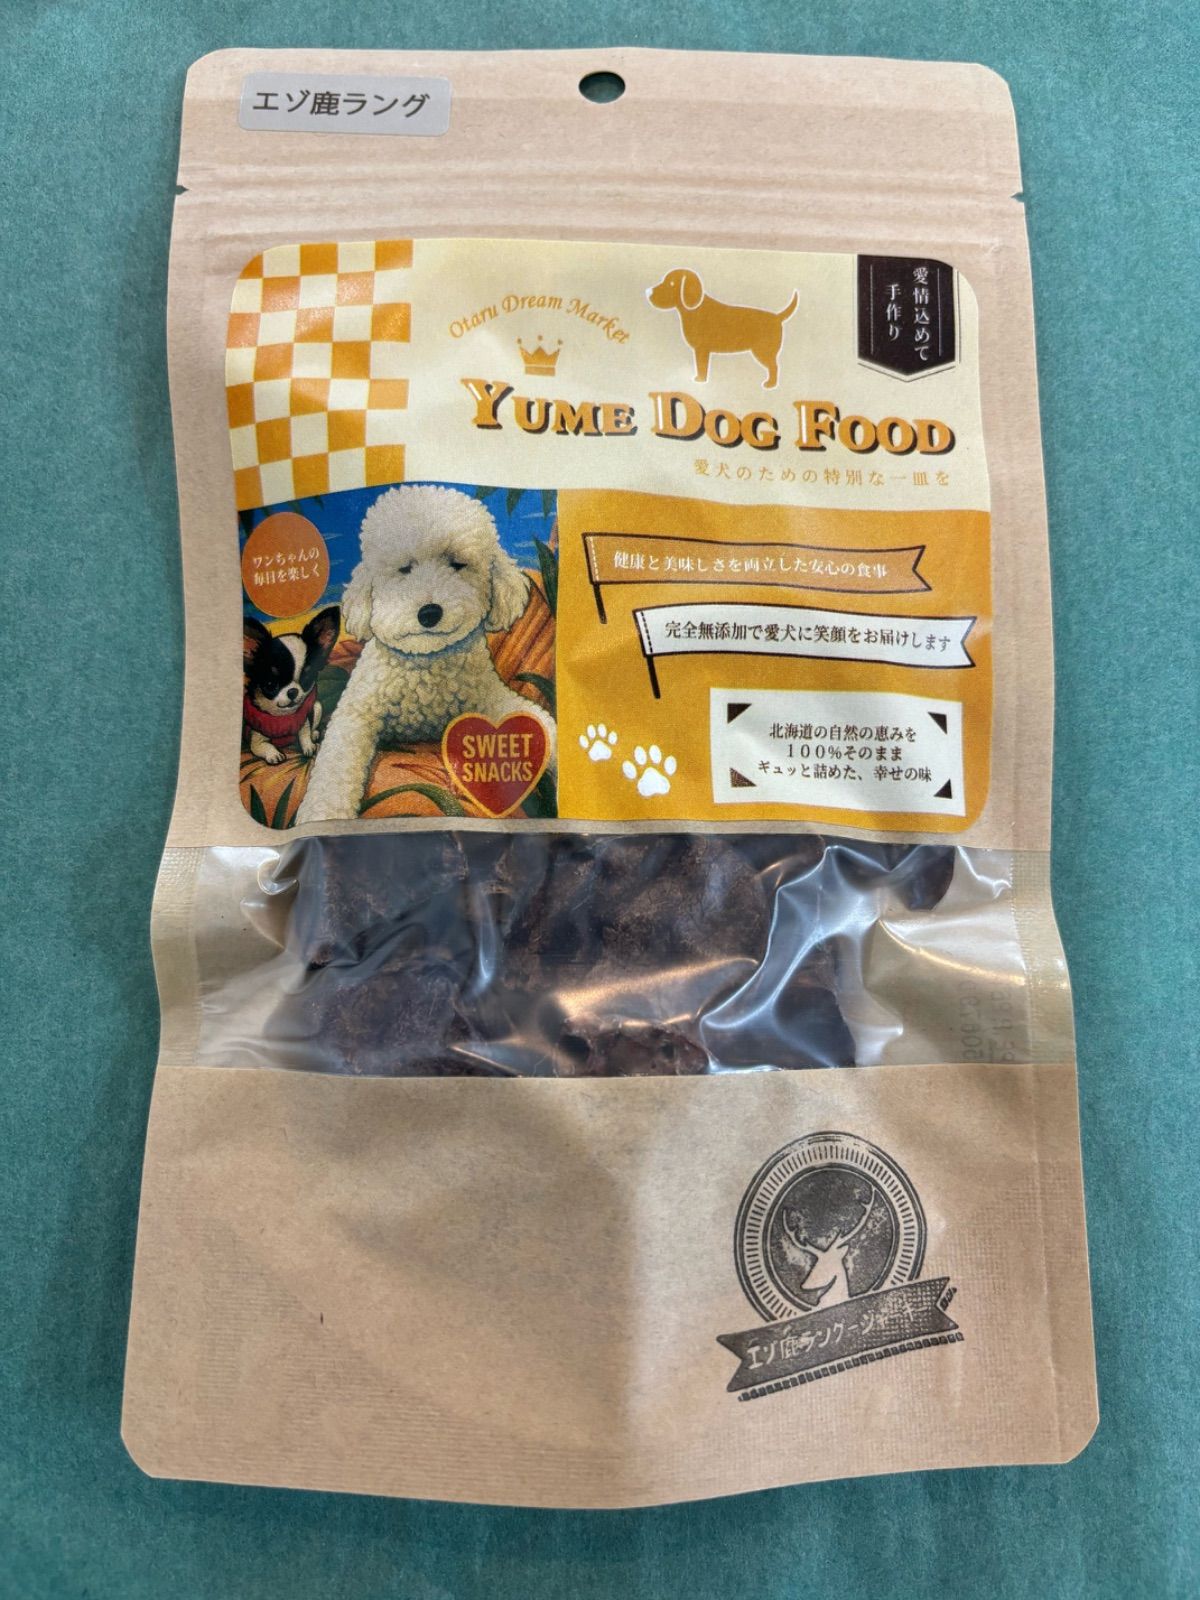 エゾ鹿ラング
Otaru Dream Market
YUME DOG FOOD
愛犬のための特別な一皿を
愛情込めて
手作り
ワンちゃんの
毎日を楽しく
SWEET
SNACKS
健康と美味しさを両立した安心の食事
完全無添加で愛犬に笑顔をお届けします
北海道の自然の恵みを
100%そのまま
ギュッと詰めた、幸せの味
エゾ鹿ラングージャーキー